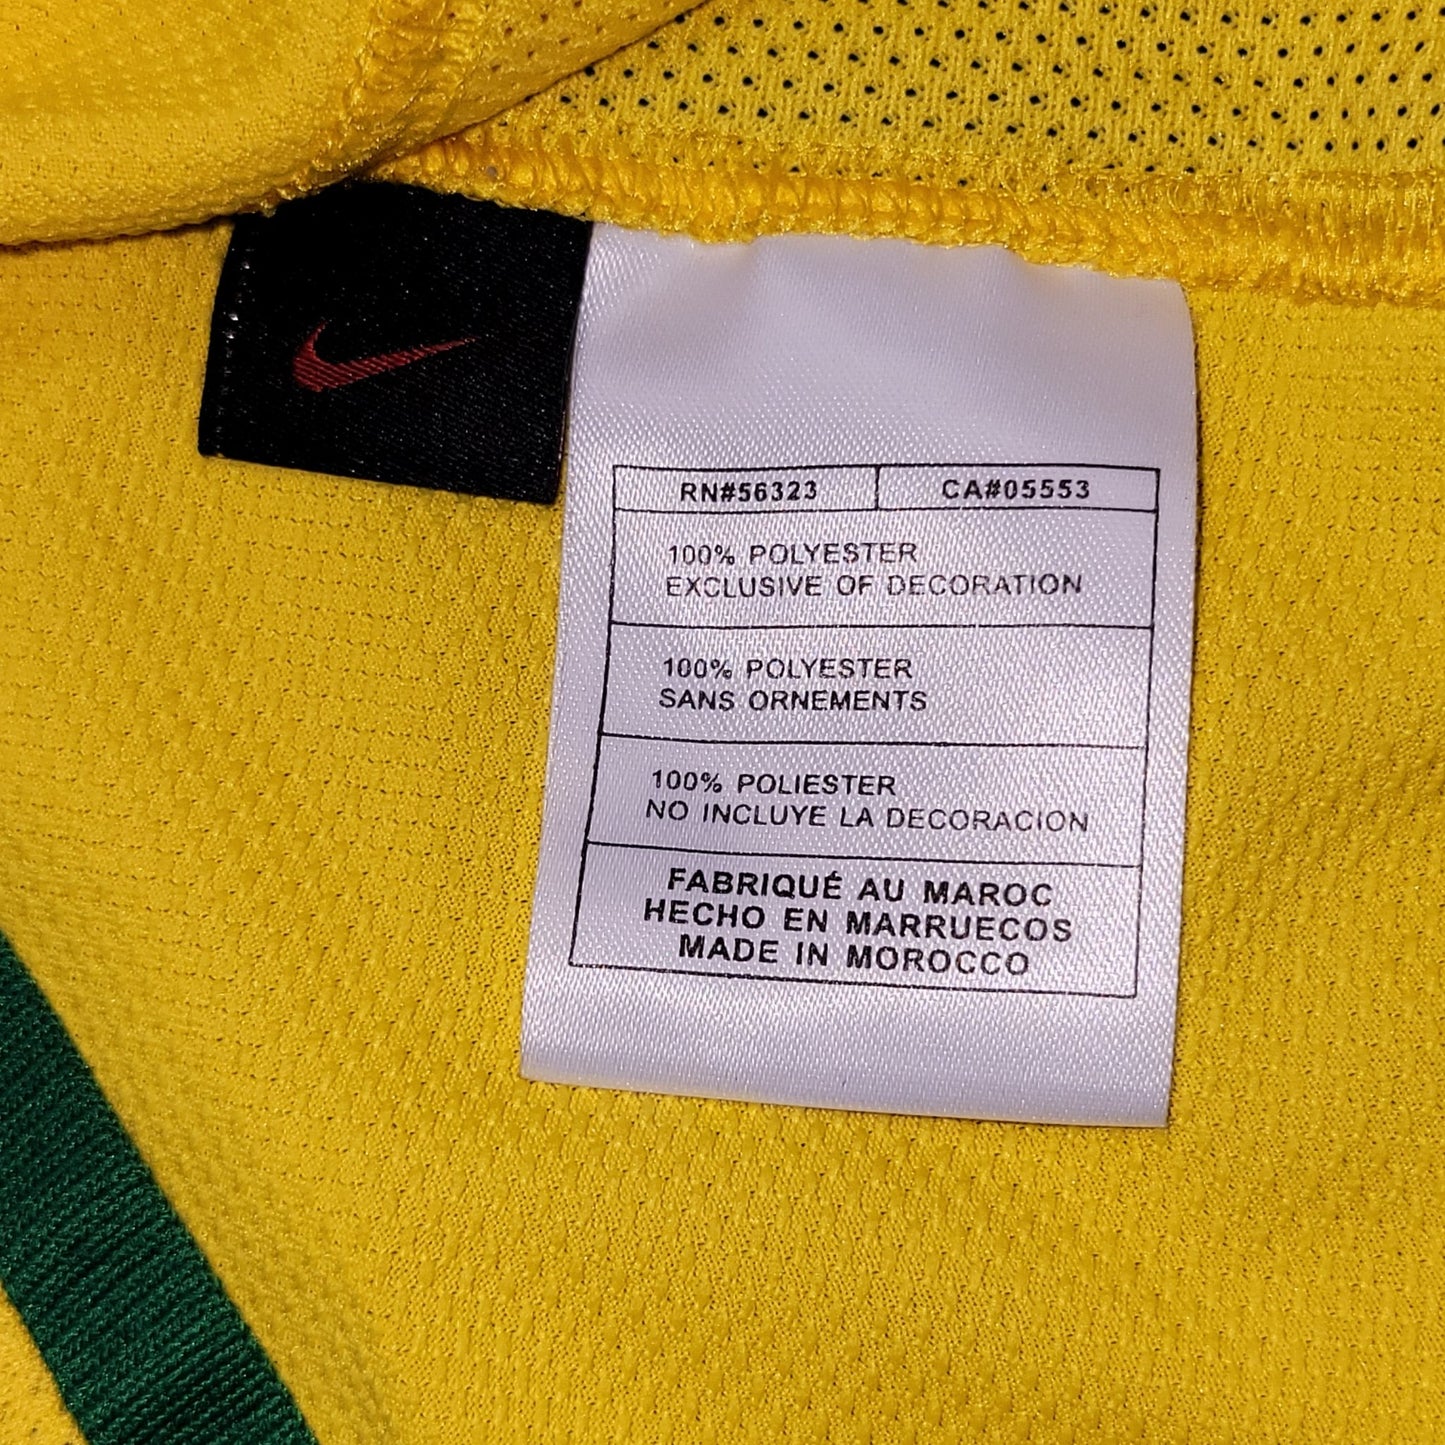 RN#56323 CA#05553
100% POLYESTER
EXCLUSIVE OF DECORATION
100% POLYESTER
SANS ORNEMENTS
100% POLIESTER
NO INCLUYE LA DECORACION
FABRIQUÉ AU MAROC
HECHO EN MARRUECOS
MADE IN MOROCCO